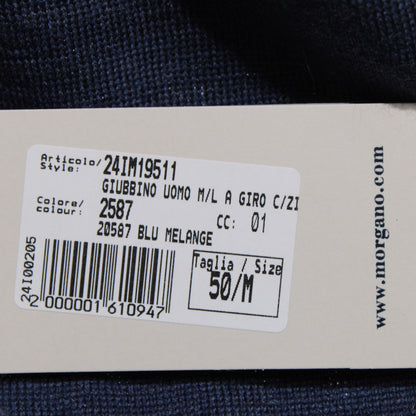 Articolo/
Style: 24IM19511
GIUBBINO UOMO M/L A GIRO C/ZI
Colore/
colour: 2587 CC: 01
20587 BLU MELANGE
Taglia / Size
50/M
24I00205
2 000001 610947
www.morgano.com